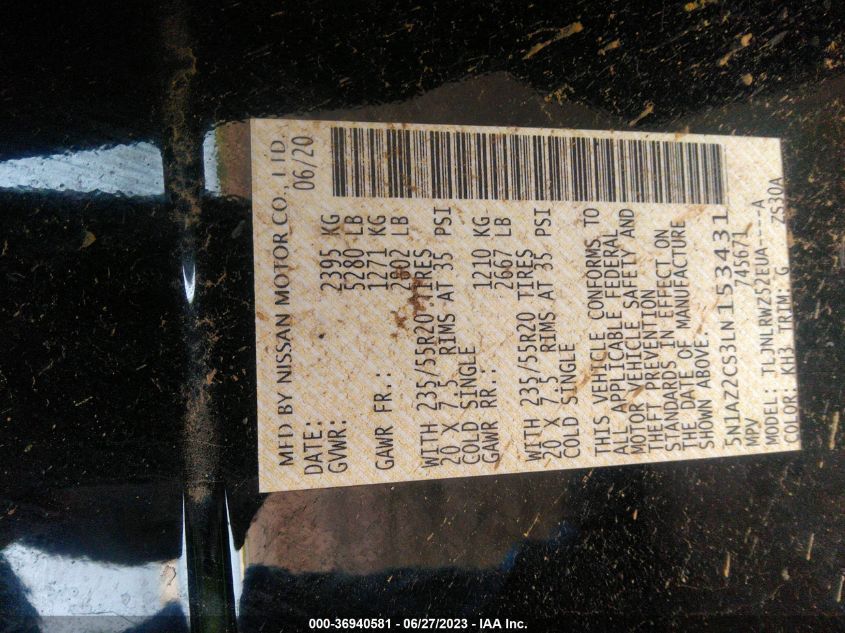 MFD BY NISSAN MOTOR CO., LTD.
DATE: 06/20
GVWR: 2395 KG
5280 LB
GAWR FR.: 1271 KG
2802 LB
WITH 235/55R20 TIRES
20 X 7.5 RIMS AT 35 PSI
COLD SINGLE
GAWR RR.: 1210 KG
2667 LB
WITH 235/55R20 TIRES
20 X 7.5 RIMS AT 35 PSI
COLD SINGLE
THIS VEHICLE CONFORMS TO
ALL APPLICABLE FEDERAL
MOTOR VEHICLE SAFETY AND
THEFT PREVENTION
STANDARDS IN EFFECT ON
THE DATE OF MANUFACTURE
SHOWN ABOVE.
5N1AZ2CS3LN153431
MPV 745671
MODEL: TLJNLRWZ52EUA----A
COLOR: KH3 TRIM: G 7S30A
000-36940581 - 06/27/2023 - IAA Inc.